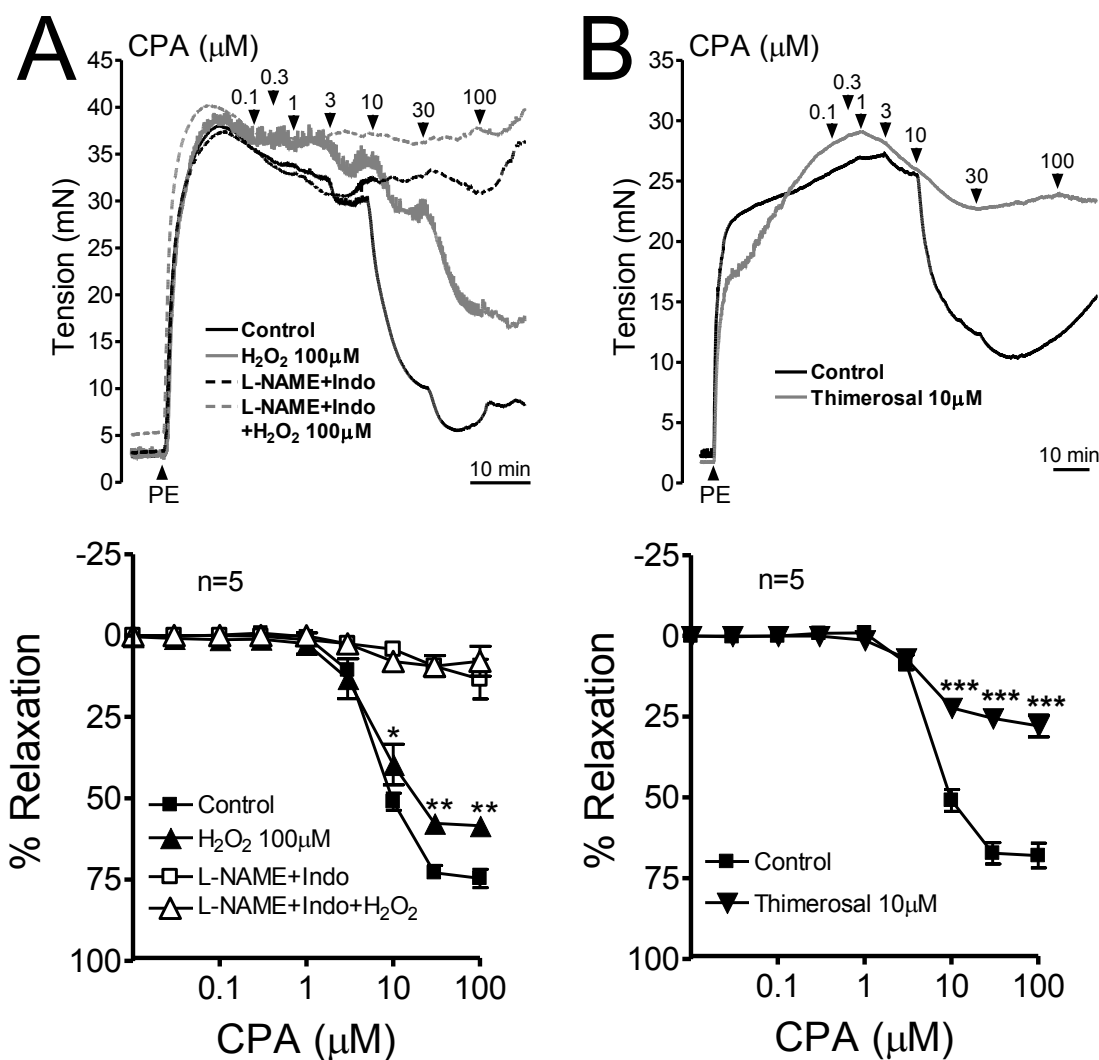 A
CPA (μM)
45
40
35
30
25
20
15
10
5
0
Tension (mN)
0.1
0.3
1
3
10
30
100
Control
H₂O₂ 100μM
L-NAME+Indo
L-NAME+Indo
+H₂O₂ 100μM
PE
10 min
B
CPA (μM)
35
30
25
20
15
10
5
0
Tension (mN)
0.1
0.3
1
3
10
30
100
Control
Thimerosal 10μM
PE
10 min
-25
0
25
50
75
100
% Relaxation
n=5
*
** **
Control
H₂O₂ 100μM
L-NAME+Indo
L-NAME+Indo+H₂O₂
0.1 1 10 100
CPA (μM)
-25
0
25
50
75
100
% Relaxation
n=5
*** *** ***
Control
Thimerosal 10μM
0.1 1 10 100
CPA (μM)